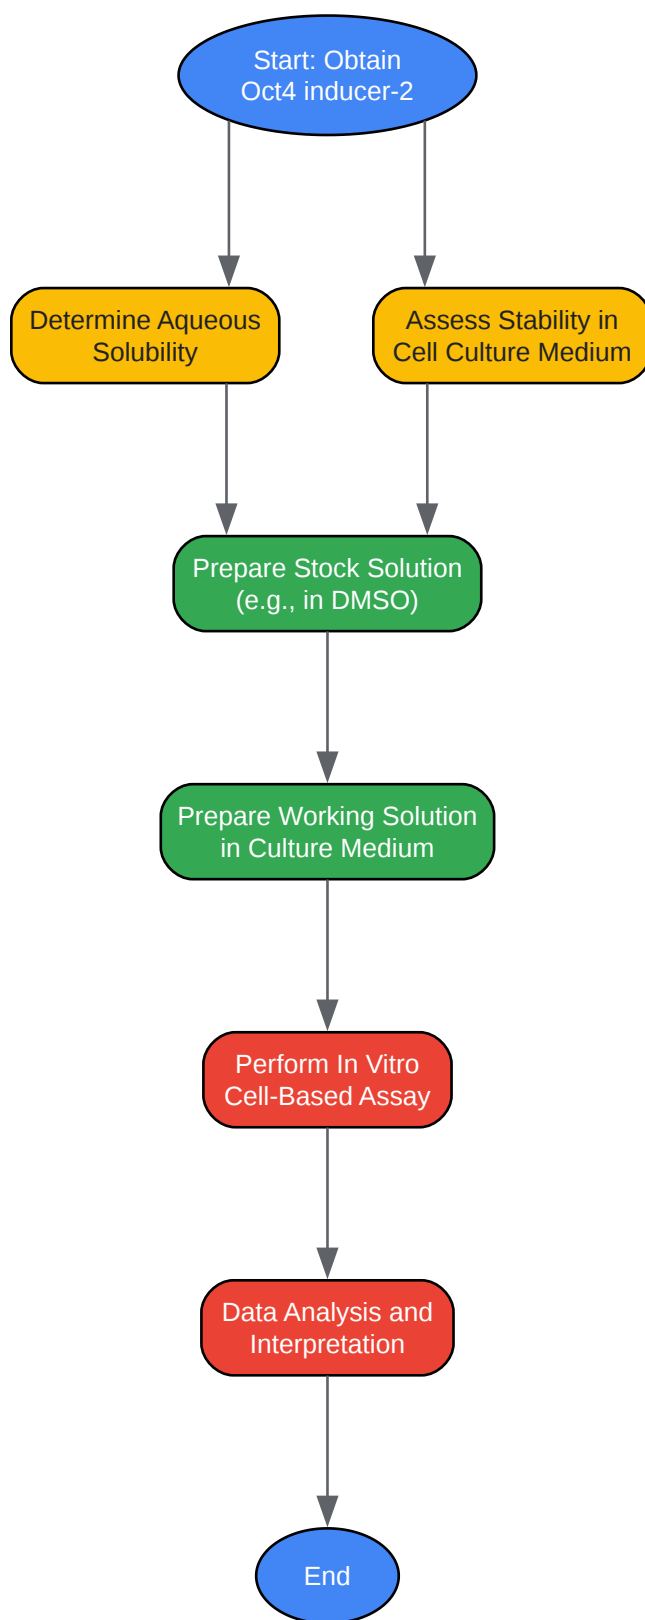 Start: Obtain
Oct4 inducer-2
Determine Aqueous
Solubility
Assess Stability in
Cell Culture Medium
Prepare Stock Solution
(e.g., in DMSO)
Prepare Working Solution
in Culture Medium
Perform In Vitro
Cell-Based Assay
Data Analysis and
Interpretation
End